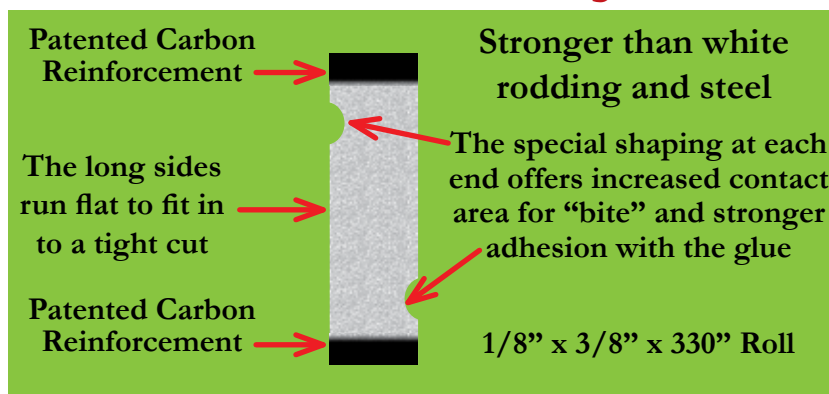 Patented Carbon
Reinforcement
The long sides
run flat to fit in
to a tight cut
Patented Carbon
Reinforcement
Stronger than white
rodding and steel
The special shaping at each
end offers increased contact
area for “bite” and stronger
adhesion with the glue
1/8” x 3/8” x 330” Roll